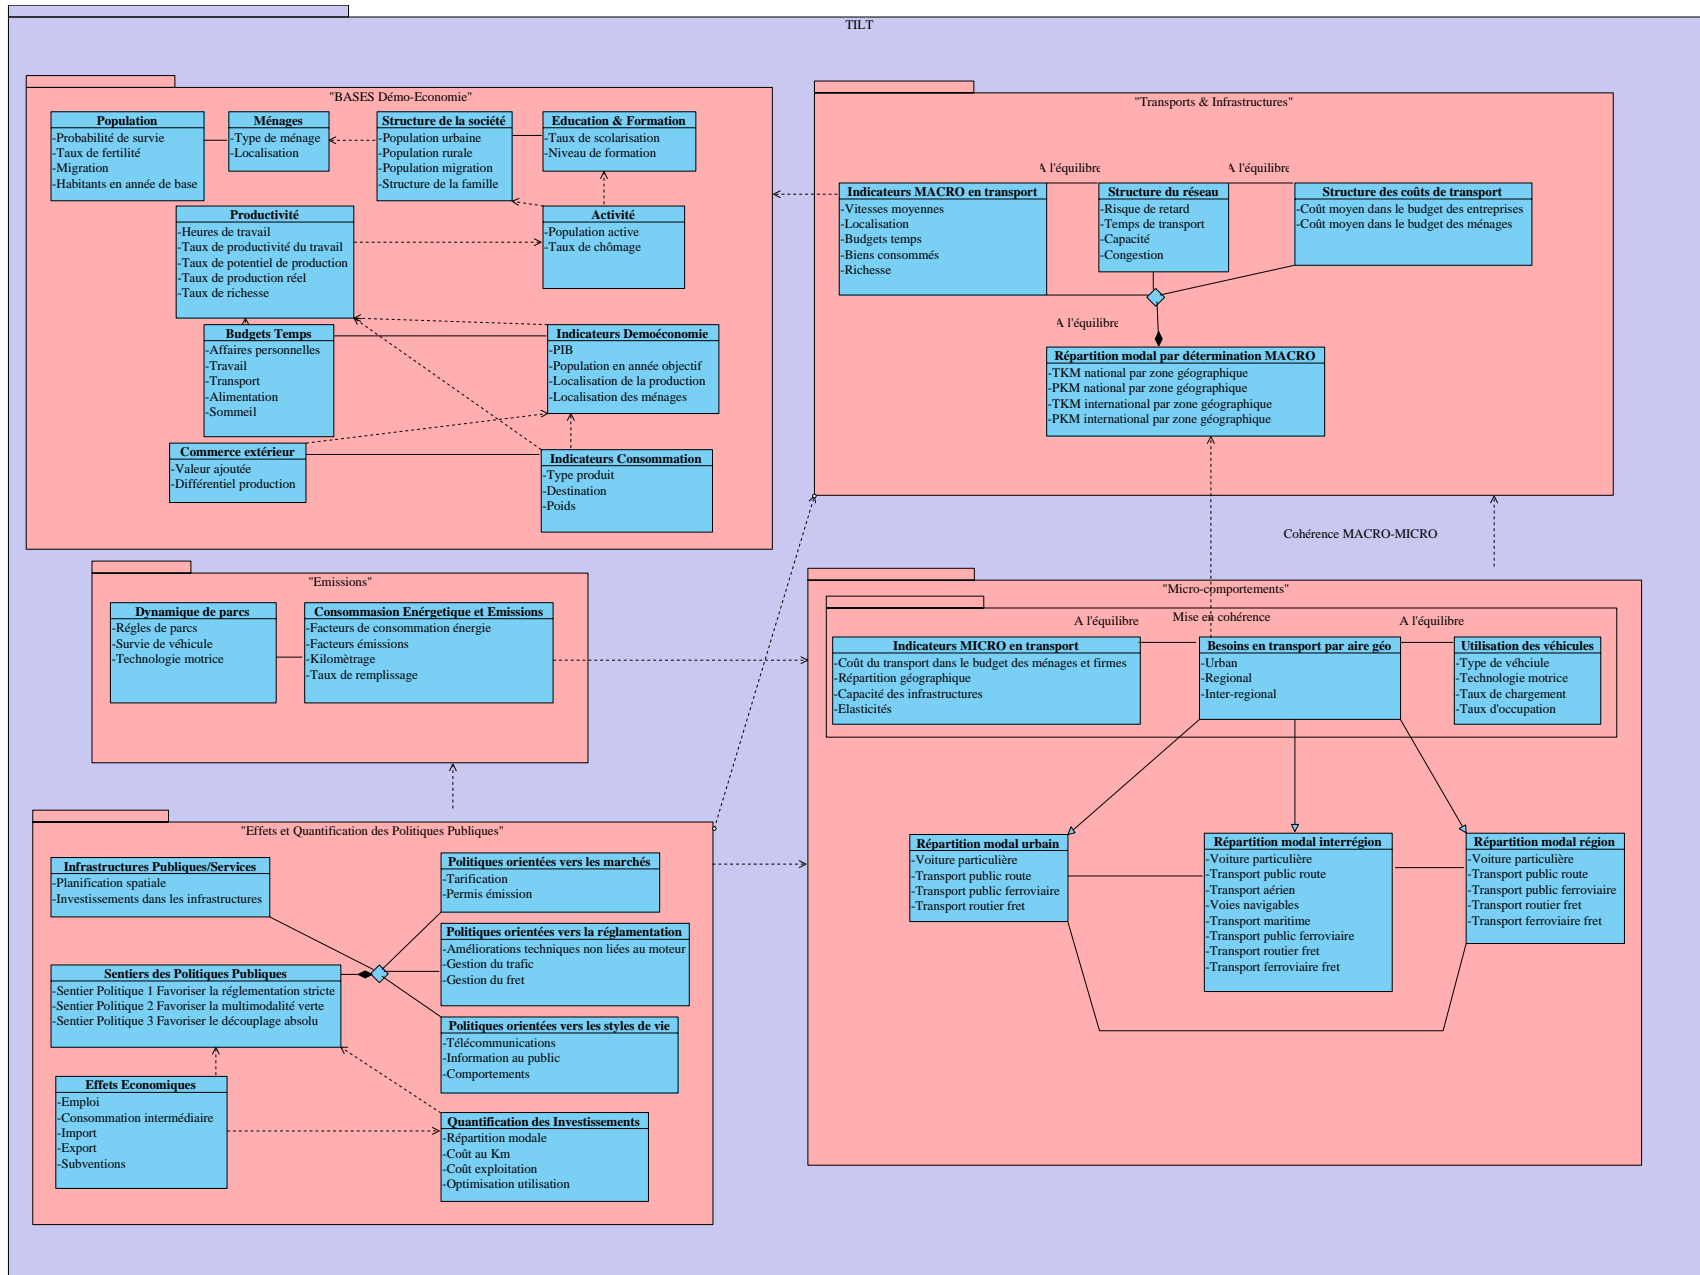 TILT
"BASES Démo-Economie"
Population
-Probabilité de survie
-Taux de fertilité
-Migration
-Habitants en année de base
Ménages
-Type de ménage
-Localisation
Structure de la société
-Population urbaine
-Population rurale
-Population migration
-Structure de la famille
Education & Formation
-Taux de scolarisation
-Niveau de formation
Productivité
-Heures de travail
-Taux de productivité du travail
-Taux de potentiel de production
-Taux de production réel
-Taux de richesse
Activité
-Population active
-Taux de chômage
Budgets Temps
-Affaires personnelles
-Travail
-Transport
-Alimentation
-Sommeil
Indicateurs Demoéconomie
-PIB
-Population en année objectif
-Localisation de la production
-Localisation des ménages
Commerce extérieur
-Valeur ajoutée
-Différentiel production
Indicateurs Consommation
-Type produit
-Destination
-Poids
"Transports & Infrastructures"
A l'équilibre
A l'équilibre
Indicateurs MACRO en transport
-Vitesses moyennes
-Localisation
-Budgets temps
-Biens consommés
-Richesse
Structure du réseau
-Risque de retard
-Temps de transport
-Capacité
-Congestion
Structure des coûts de transport
-Coût moyen dans le budget des entreprises
-Coût moyen dans le budget des ménages
A l'équilibre
Répartition modal par détermination MACRO
-TKM national par zone géographique
-PKM national par zone géographique
-TKM international par zone géographique
-PKM international par zone géographique
Cohérence MACRO-MICRO
"Emissions"
Dynamique de parcs
-Régles de parcs
-Survie de véhicule
-Technologie motrice
Consommasion Enérgetique et Emissions
-Facteurs de consommation énergie
-Facteurs émissions
-Kilomètrage
-Taux de remplissage
"Micro-comportements"
A l'équilibre
Mise en cohérence
A l'équilibre
Indicateurs MICRO en transport
-Coût du transport dans le budget des ménages et firmes
-Répartition géographique
-Capacité des infrastructures
-Elasticités
Besoins en transport par aire géo
-Urban
-Regional
-Inter-regional
Utilisation des véhicules
-Type de véhciule
-Technologie motrice
-Taux de chargement
-Taux d'occupation
Répartition modal urbain
-Voiture particulière
-Transport public route
-Transport public ferroviaire
-Transport routier fret
Répartition modal interrégion
-Voiture particulière
-Transport public route
-Transport aérien
-Voies navigables
-Transport maritime
-Transport public ferroviaire
-Transport routier fret
-Transport ferroviaire fret
Répartition modal région
-Voiture particulière
-Transport public route
-Transport public ferroviaire
-Transport routier fret
-Transport ferroviaire fret
"Effets et Quantification des Politiques Publiques"
Infrastructures Publiques/Services
-Planification spatiale
-Investissements dans les infrastructures
Politiques orientées vers les marchés
-Tarification
-Permis émission
Politiques orientées vers la réglamentation
-Améliorations techniques non liées au moteur
-Gestion du trafic
-Gestion du fret
Sentiers des Politiques Publiques
-Sentier Politique 1 Favoriser la réglementation stricte
-Sentier Politique 2 Favoriser la multimodalité verte
-Sentier Politique 3 Favoriser le découplage absolu
Politiques orientées vers les styles de vie
-Télécommunications
-Information au public
-Comportements
Effets Economiques
-Emploi
-Consommation intermédiaire
-Import
-Export
-Subventions
Quantification des Investissements
-Répartition modale
-Coût au Km
-Coût exploitation
-Optimisation utilisation